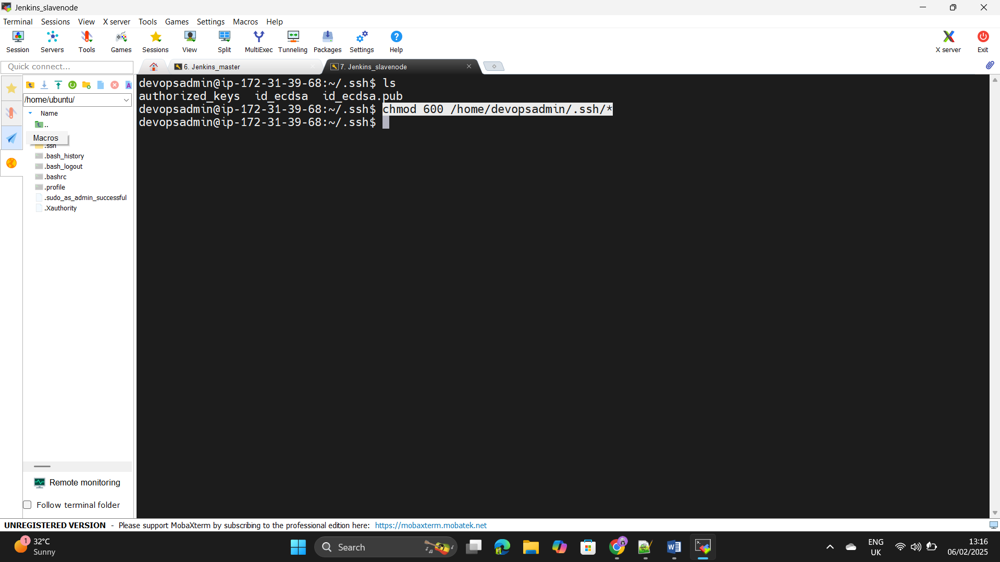 Jenkins_slavenode
Terminal Sessions View X server Tools Games Settings Macros Help
Session Servers Tools Games Sessions View Split MultiExec Tunneling Packages Settings Help X server Exit
Quick connect...
6. Jenkins_master
7. Jenkins_slavenode
/home/ubuntu/
Name
..
Macros
.ssh
.bash_history
.bash_logout
.bashrc
.profile
.sudo_as_admin_successful
.Xauthority
Remote monitoring
Follow terminal folder
devopsadmin@ip-172-31-39-68:~/.ssh$ ls
authorized_keys id_ecdsa id_ecdsa.pub
devopsadmin@ip-172-31-39-68:~/.ssh$ chmod 600 /home/devopsadmin/.ssh/*
devopsadmin@ip-172-31-39-68:~/.ssh$
UNREGISTERED VERSION - Please support MobaXterm by subscribing to the professional edition here: https://mobaxterm.mobatek.net
1
32°C
Sunny
Search
ENG
UK
13:16
06/02/2025